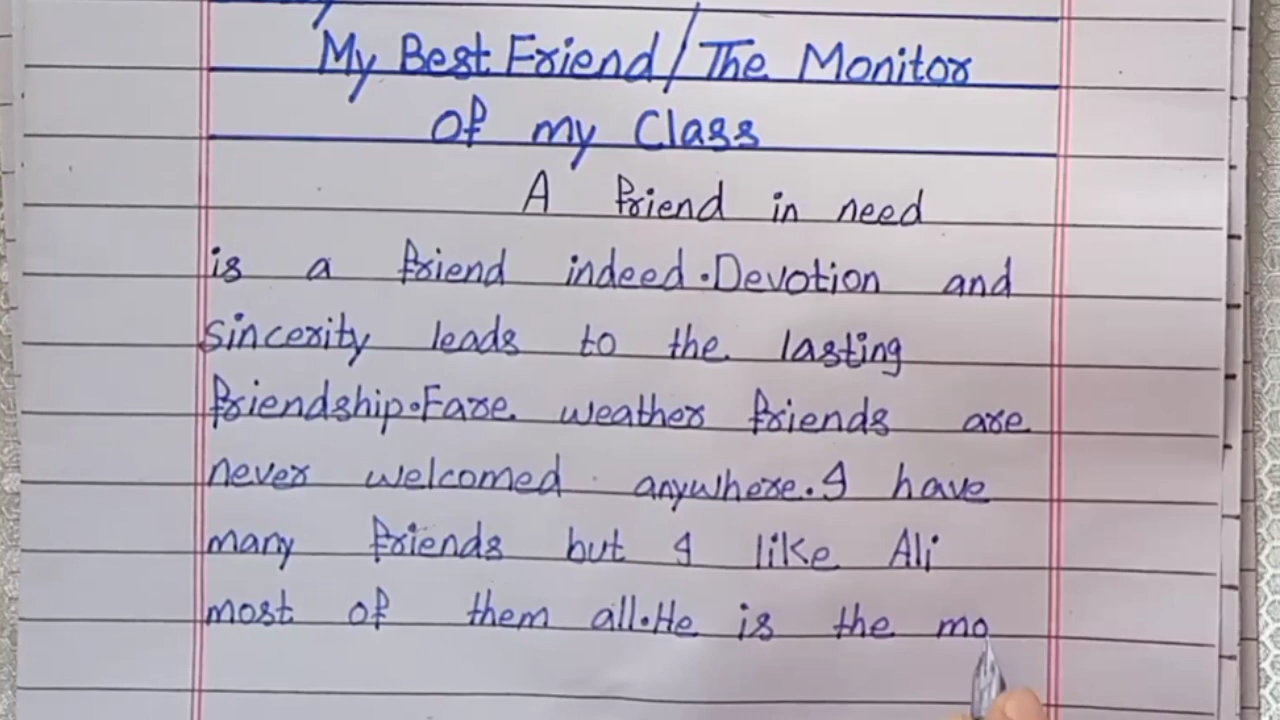 My Best Friend/The Monitor
Of my Class
A friend in need
is a friend indeed.Devotion and
Sincerity leads to the lasting
friendship.Fare weather friends are
never welcomed anywhere.I have
many friends but I like Ali
most of them all.He is the mo